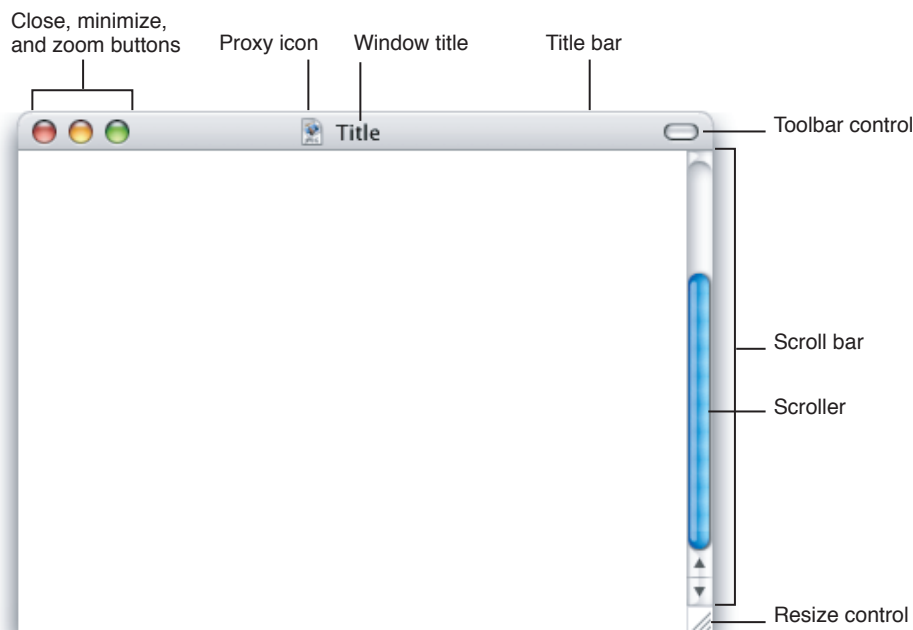 Close, minimize,
and zoom buttons
Proxy icon
Window title
Title bar
Title
Toolbar control
Scroll bar
Scroller
Resize control